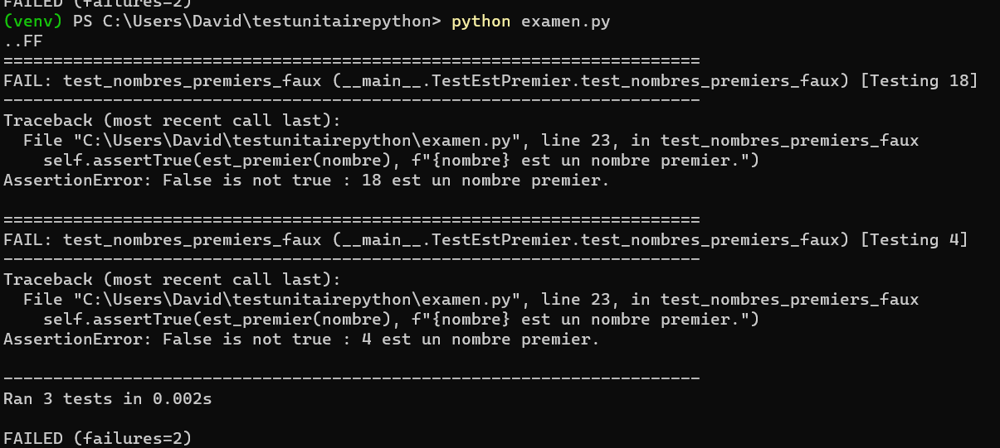 FAILED (failures=2)
(venv) PS C:\Users\David\testunitairepython> python examen.py
..FF
======================================================================
FAIL: test_nombres_premiers_faux (__main__.TestEstPremier.test_nombres_premiers_faux) [Testing 18]
----------------------------------------------------------------------
Traceback (most recent call last):
  File "C:\Users\David\testunitairepython\examen.py", line 23, in test_nombres_premiers_faux
    self.assertTrue(est_premier(nombre), f"{nombre} est un nombre premier.")
AssertionError: False is not true : 18 est un nombre premier.
======================================================================
FAIL: test_nombres_premiers_faux (__main__.TestEstPremier.test_nombres_premiers_faux) [Testing 4]
----------------------------------------------------------------------
Traceback (most recent call last):
  File "C:\Users\David\testunitairepython\examen.py", line 23, in test_nombres_premiers_faux
    self.assertTrue(est_premier(nombre), f"{nombre} est un nombre premier.")
AssertionError: False is not true : 4 est un nombre premier.
----------------------------------------------------------------------
Ran 3 tests in 0.002s
FAILED (failures=2)